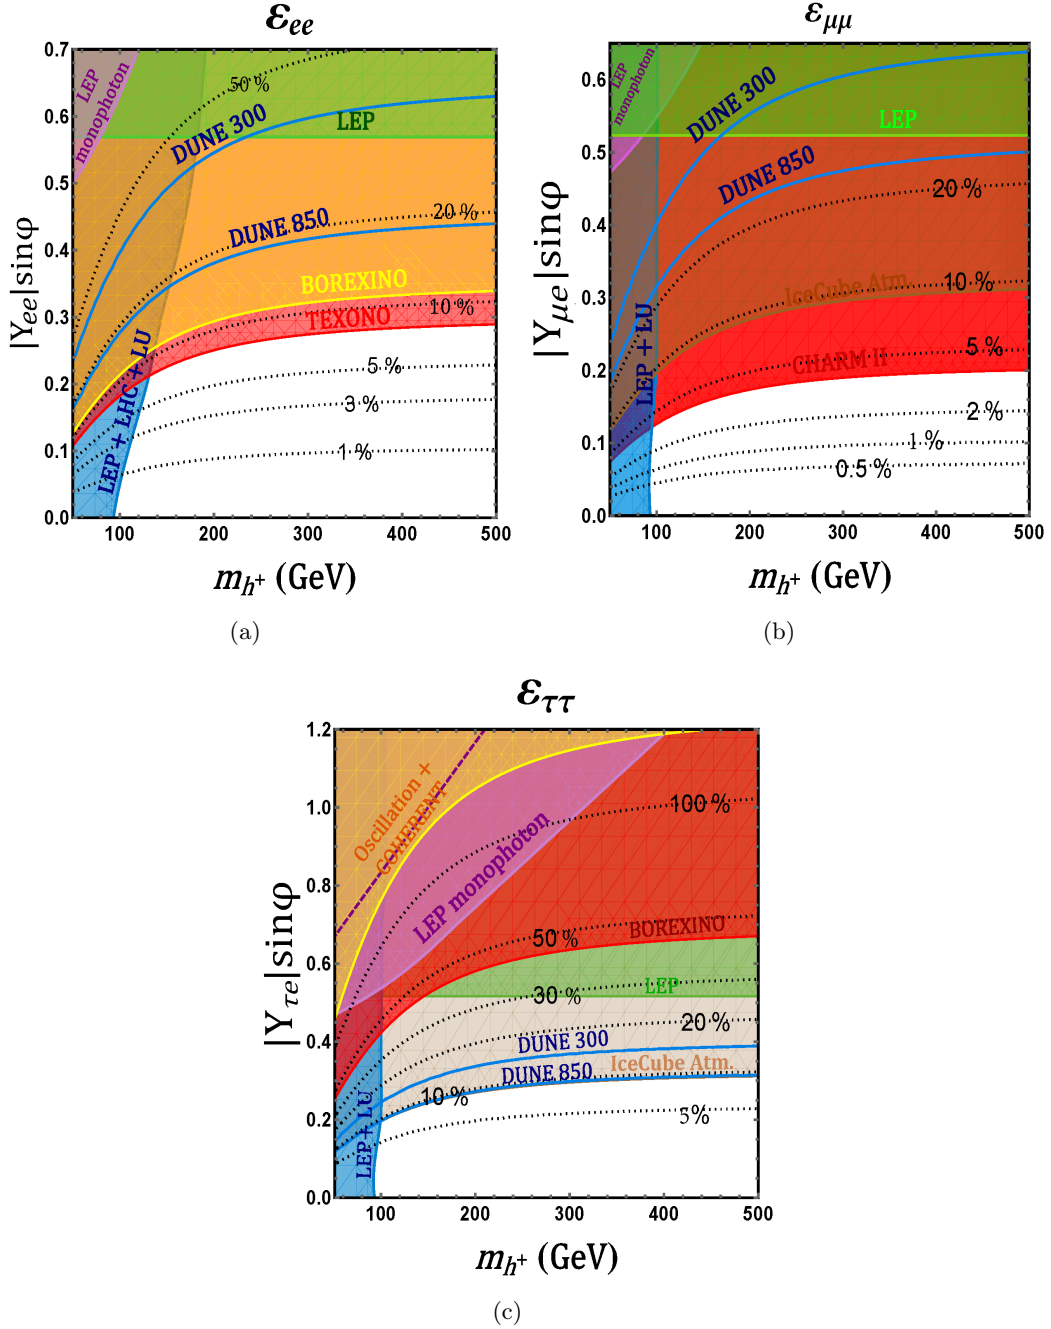 ε_ee
|Y_ee|sinφ
0.7
0.6
0.5
0.4
0.3
0.2
0.1
0.0
LEP
monophoton
50 %
DUNE 300
LEP
DUNE 850
20 %
BOREXINO
TEXONO
10 %
5 %
3 %
1 %
LEP + LHC + LU
100
200
300
400
500
m_h+ (GeV)
(a)
ε_μμ
|Y_μe|sinφ
0.6
0.5
0.4
0.3
0.2
0.1
0.0
LEP
monophoton
DUNE 300
LEP
DUNE 850
20 %
IceCube Atm.
10 %
CHARM II
5 %
2 %
1 %
0.5 %
LEP + LU
100
200
300
400
500
m_h+ (GeV)
(b)
ε_ττ
|Y_τe|sinφ
1.2
1.0
0.8
0.6
0.4
0.2
0.0
Oscillation +
COHERENT
LEP monophoton
100 %
BOREXINO
50 %
LEP
30 %
20 %
DUNE 300
IceCube Atm.
DUNE 850
10 %
5%
LEP+ LU
100
200
300
400
500
m_h+ (GeV)
(c)